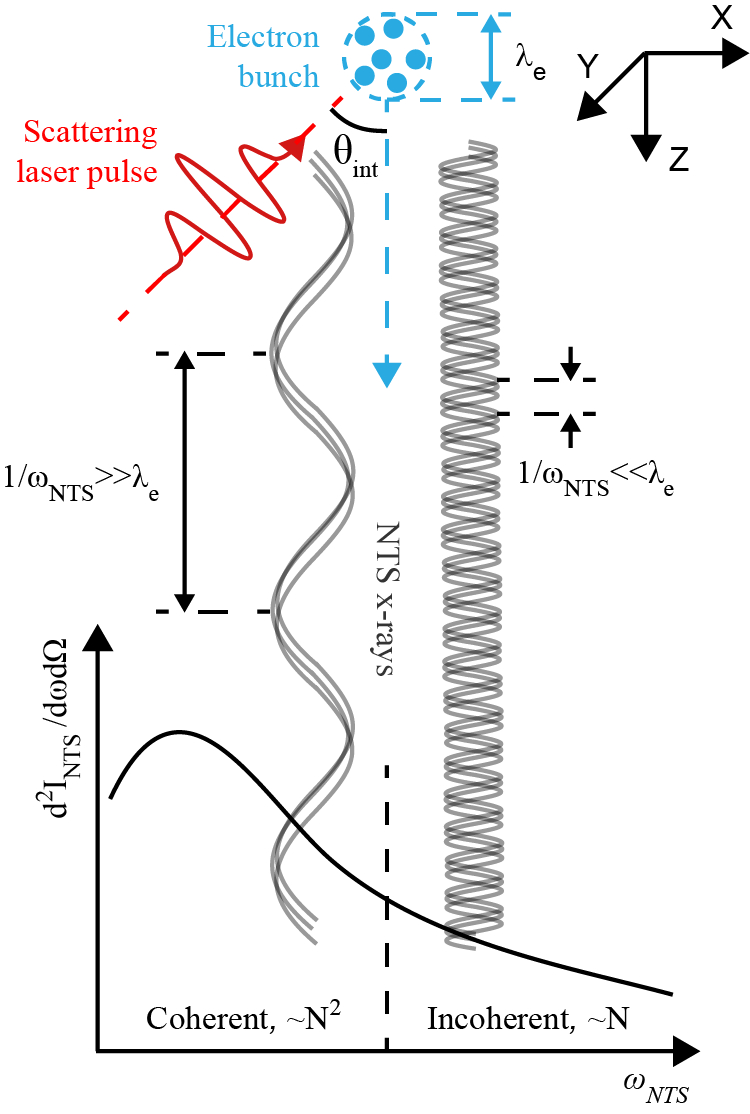 Electron
bunch
λe
X
Y
Z
Scattering
laser pulse
θint
1/ωNTS>>λe
1/ωNTS<<λe
NTS x-rays
d²INTS/dωdΩ
Coherent, ~N²
Incoherent, ~N
ωNTS